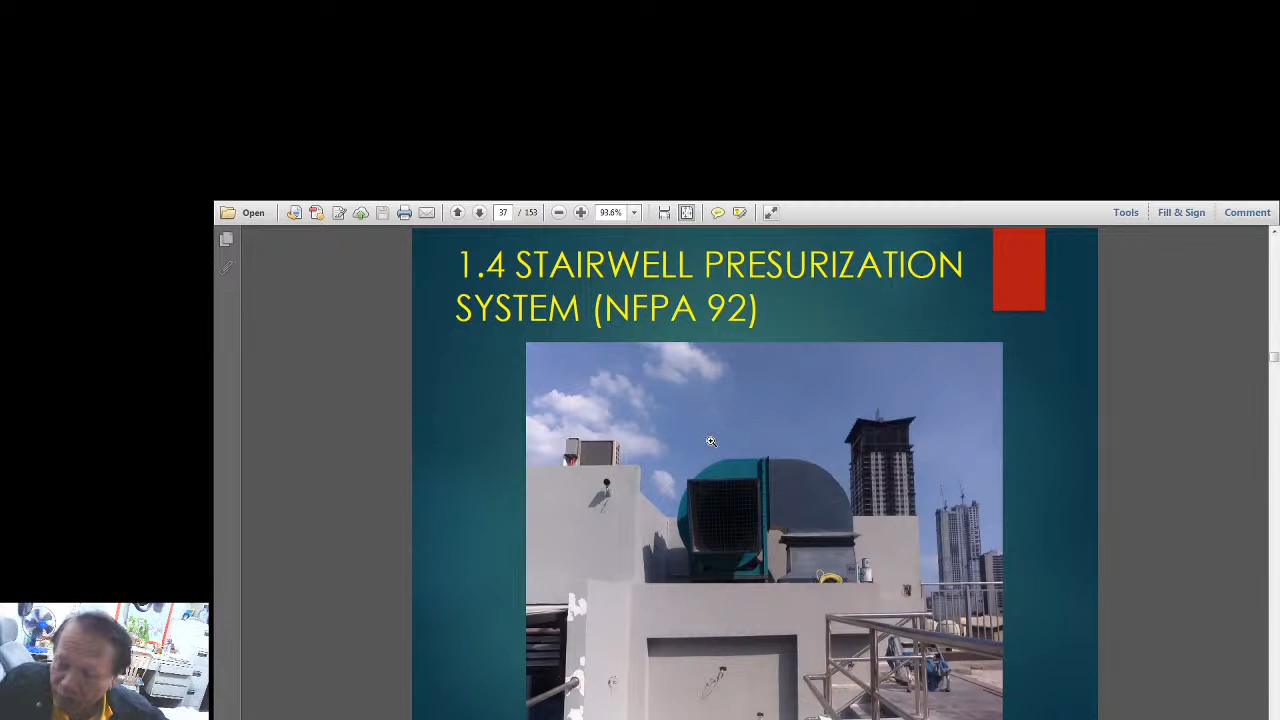 Open
37 / 153
93.6%
Tools
Fill & Sign
Comment
1.4 STAIRWELL PRESURIZATION
SYSTEM (NFPA 92)